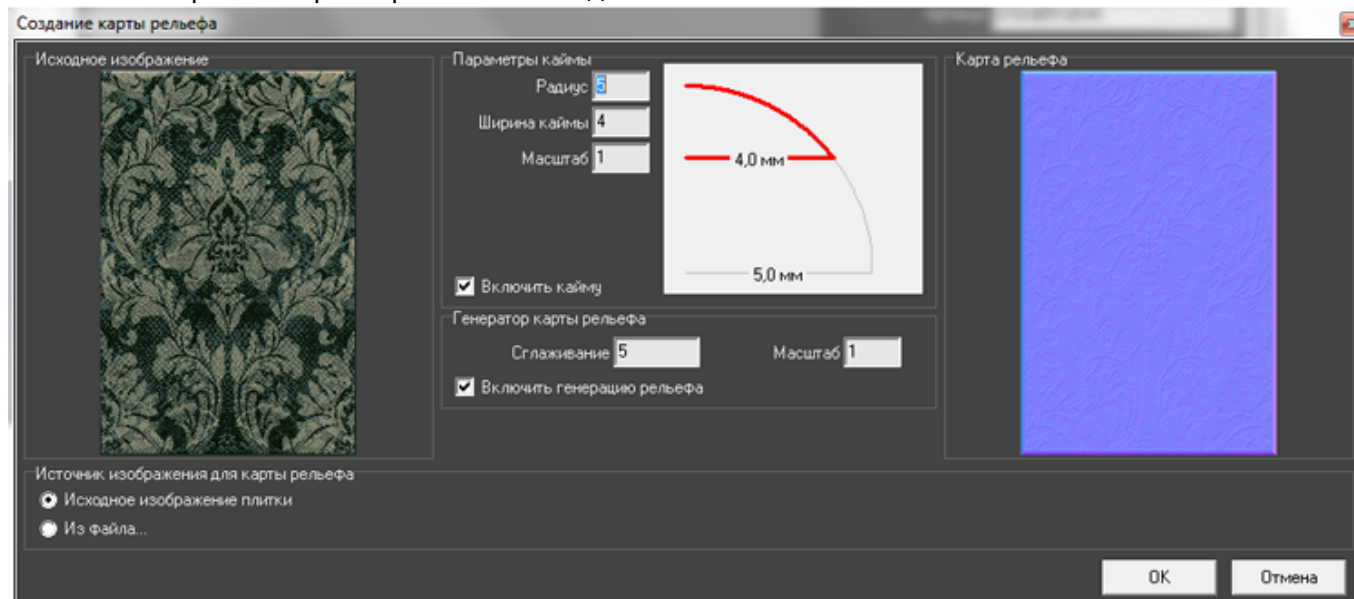 Создание карты рельефа
Исходное изображение
Параметры каймы
Радиус 5
Ширина каймы 4
Масштаб 1
4,0 мм
5,0 мм
Включить кайму
Генератор карты рельефа
Сглаживание 5 Масштаб 1
Включить генерацию рельефа
Карта рельефа
Источник изображения для карты рельефа
Исходное изображение плитки
Из файла...
OK Отмена